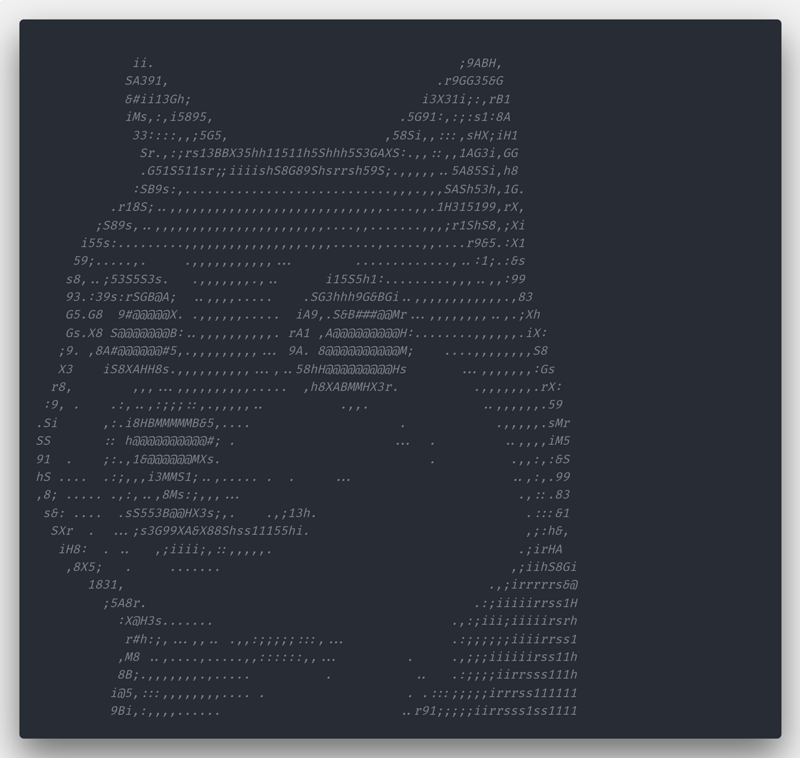 ii.                                         ;9ABH,
SA391,                                    .r9GG35&G
&#ii13Gh;                               i3X31i;:,rB1
iMs,:,i5895,                         .5G91:,:;:s1:8A
33::::,,;5G5,                     ,58Si,,:::,sHX;iH1
Sr.,:;rs13BBX35hh11511h5Shhh5S3GAXS:.,,::,,1AG3i,GG
.G51S511sr;;iiiishS8G89Shsrrsh59S;.,,,,,..5A85Si,h8
:SB9s:,............................,,,.,,,SASh53h,1G.
.r18S;..,,,,,,,,,,,,,,,,,,,,,,,,,,,,,,,....,,.1H315199,rX,
;S89s,..,,,,,,,,,,,,,,,,,,,,,,,....,,.......,,,;r1ShS8,;Xi
i55s:.........,,,,,,,,,,,,,,,,.,,,......,.....,,....r9&5.:X1
59;.....,.     .,,,,,,,,,,,...         .............,..:1;.:&s
s8,..;53S5S3s.   .,,,,,,,.,..      i15S5h1:.........,,,..,,:99
93.:39s:rSGB@A;  ..,,,,.....    .SG3hhh9G&BGi..,,,,,,,,,,,,.,83
G5.G8  9#@@@@@X. .,,,,,,.....  iA9,.S&B###@@Mr...,,,,,,,,..,.;Xh
Gs.X8 S@@@@@@@B:..,,,,,,,,,,. rA1 ,A@@@@@@@@@H:........,,,,,,.iX:
;9. ,8A#@@@@@@#5,.,,,,,,,,,... 9A. 8@@@@@@@@@@M;    ....,,,,,,,,S8
X3    iS8XAHH8s.,,,,,,,,,,...,..58hH@@@@@@@@@Hs       ...,,,,,,,:Gs
r8,        ,,,...,,,,,,,,,,.....  ,h8XABMMHX3r.          .,,,,,,,.rX:
:9, .    .:,..,:;;;::,.,,,,,..          .,,.               ..,,,,,,.59
.Si      ,:.i8HBMMMMMB&5,....                    .            .,,,,,.sMr
SS       :: h@@@@@@@@@@#; .                     ...  .         ..,,,,iM5
91  .    ;:.,1&@@@@@@MXs.                            .          .,,:,:&S
hS ....  .:;,,,i3MMS1;..,..... .  .     ...                     ..,:,.99
,8; ..... .,:,..,8Ms:;,,,...                                     .,::.83
s&: ....  .sS553B@@HX3s;,.    .,;13h.                            .:::&1
SXr  .  ...;s3G99XA&X88Shss11155hi.                             ,;:h&,
iH8:  . ..   ,;iiii;,::,,,,,.                                 .;irHA
,8X5;   .     .......                                       ,;iihS8Gi
1831,                                                 .,;irrrrrs&@
;5A8r.                                            .:;iiiiirrss1H
:X@H3s.......                                .,:;iii;iiiiirsrh
r#h:;,...,,.. .,,:;;;;;:::,...              .:;;;;;;iiiirrss1
,M8 ..,....,.....,,::::::,,...         .     .,;;;iiiiiirss11h
8B;.,,,,,,,.,.....          .           ..   .:;;;;iirrsss111h
i@5,:::,,,,,,,,.... .                   . .:::;;;;;irrrss111111
9Bi,:,,,,......                        ..r91;;;;;iirrsss1ss1111